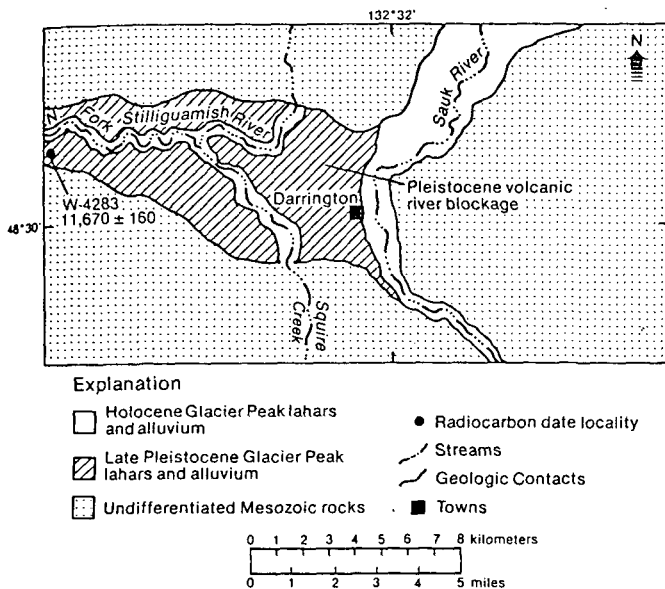 132°32'
N
N Fork Stilliguamish River
Sauk River
W-4283
11,670 ± 160
Darrington
Pleistocene volcanic
river blockage
48°30'
Squire
Creek
Explanation
Holocene Glacier Peak lahars
and alluvium
Late Pleistocene Glacier Peak
lahars and alluvium
Undifferentiated Mesozoic rocks
Radiocarbon date locality
Streams
Geologic Contacts
Towns
0 1 2 3 4 5 6 7 8 kilometers
0 1 2 3 4 5 miles